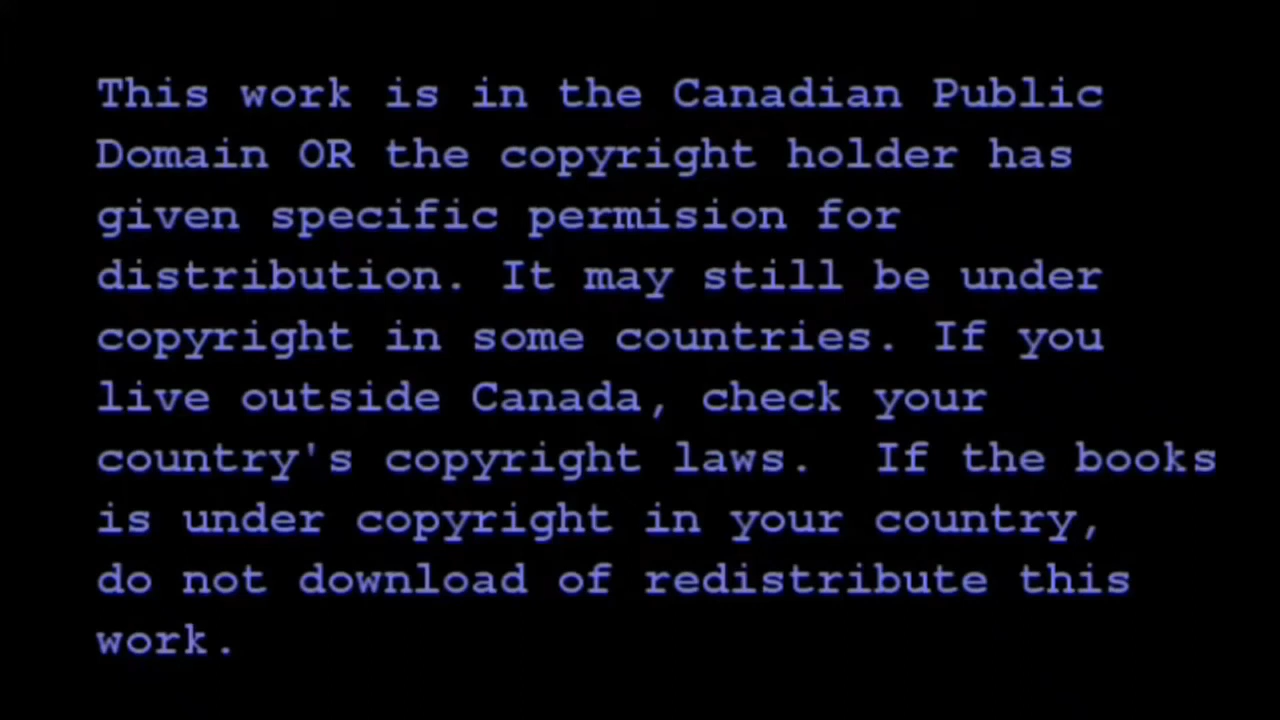 This work is in the Canadian Public
Domain OR the copyright holder has
given specific permision for
distribution. It may still be under
copyright in some countries. If you
live outside Canada, check your
country's copyright laws.  If the books
is under copyright in your country,
do not download of redistribute this
work.